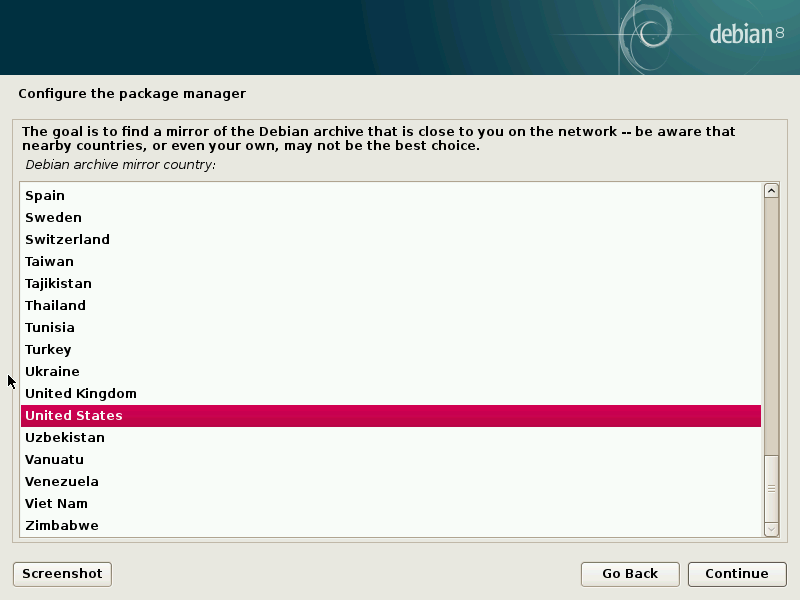 debian 8
Configure the package manager
The goal is to find a mirror of the Debian archive that is close to you on the network -- be aware that
nearby countries, or even your own, may not be the best choice.
Debian archive mirror country:
Spain
Sweden
Switzerland
Taiwan
Tajikistan
Thailand
Tunisia
Turkey
Ukraine
United Kingdom
United States
Uzbekistan
Vanuatu
Venezuela
Viet Nam
Zimbabwe
Screenshot
Go Back
Continue